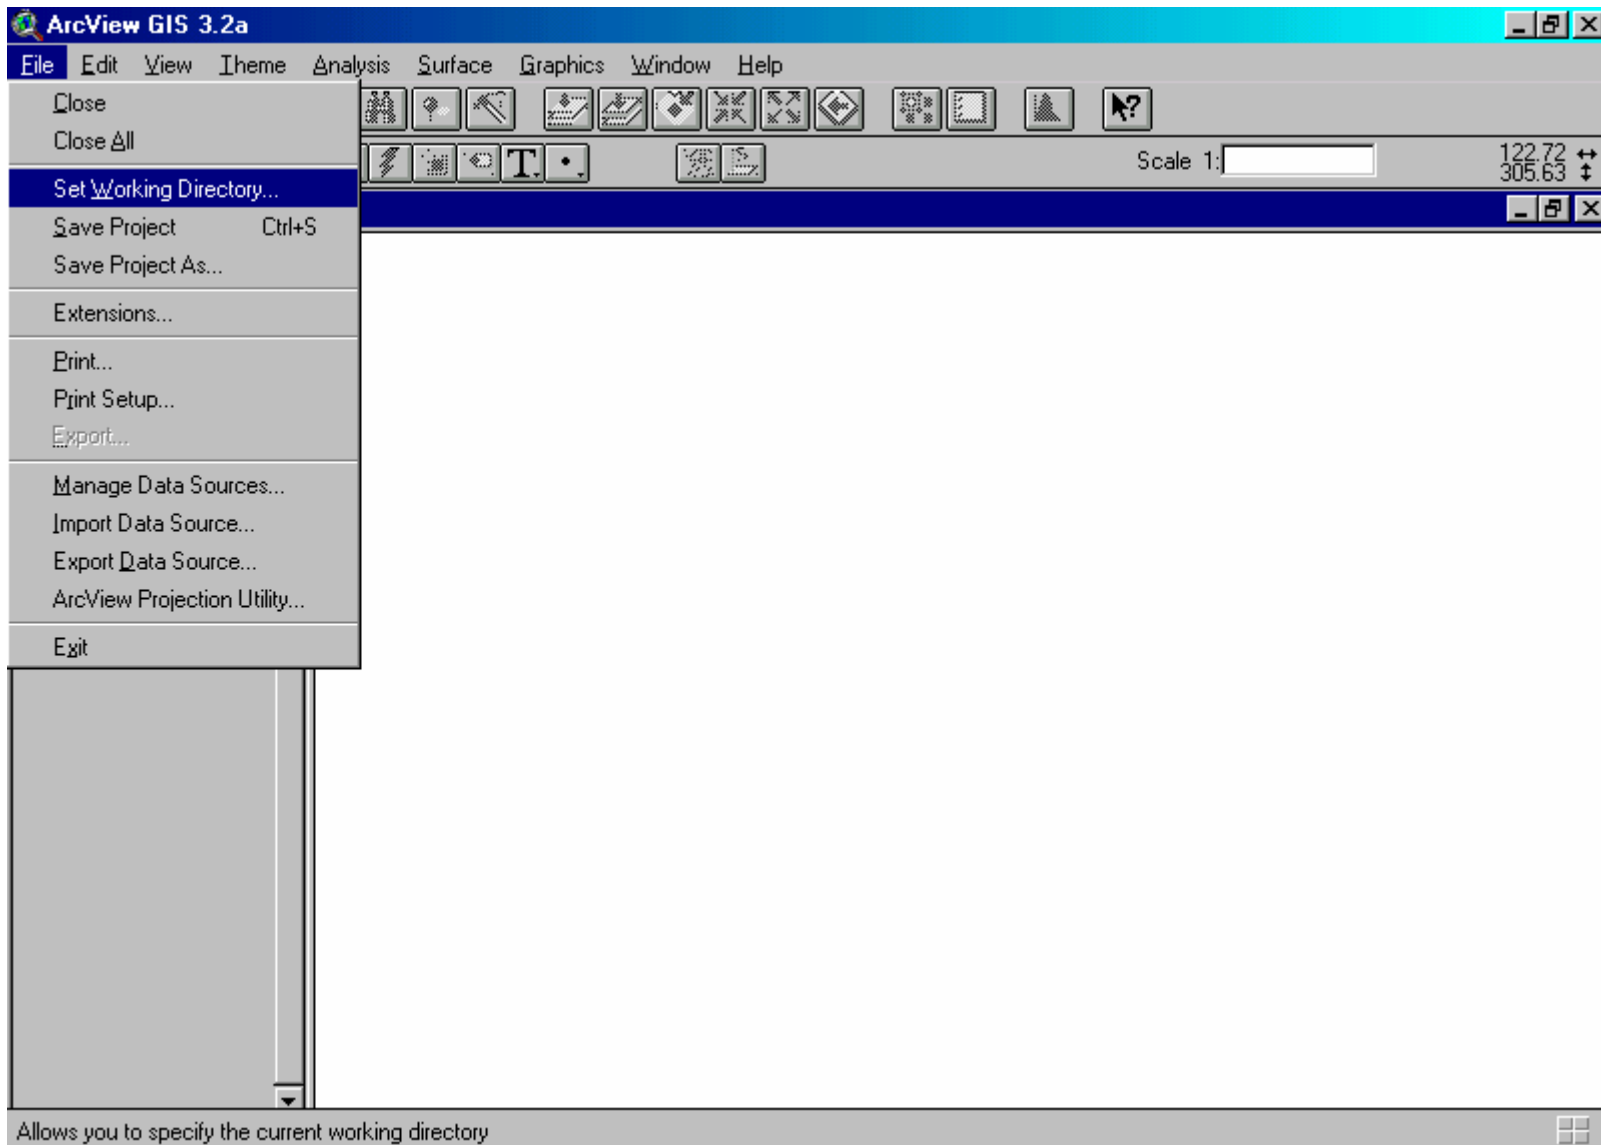 ArcView GIS 3.2a
File Edit View Theme Analysis Surface Graphics Window Help
Close
Close All
T.
Scale 1:
122.72
305.63
Set Working Directory...
Save Project Ctrl+S
Save Project As...
Extensions...
Print...
Print Setup...
Export...
Manage Data Sources...
Import Data Source...
Export Data Source...
ArcView Projection Utility...
Exit
Allows you to specify the current working directory